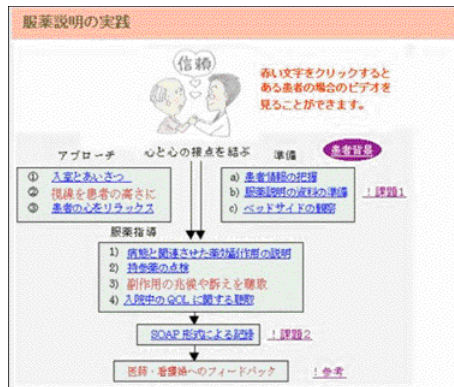 服薬説明の実践
信頼
赤い文字をクリックすると
ある患者の場合のビデオを
見ることができます。
アプローチ
心と心の接点を結ぶ
準備
患者背景
① 入室とあいさつ
② 視線を患者の高さに
③ 患者の心をリラックス
a) 患者情報の把握
b) 服薬説明の資料の準備
c) ベッドサイドの観察
！課題1
服薬指導
1) 病態と関連させた薬効副作用の説明
2) 持参薬の点検
3) 副作用の兆候や訴えを聴取
4) 入院中のQOLに関する聴取
SOAP形式による記録
！課題2
医師・看護婦へのフィードバック
！参考